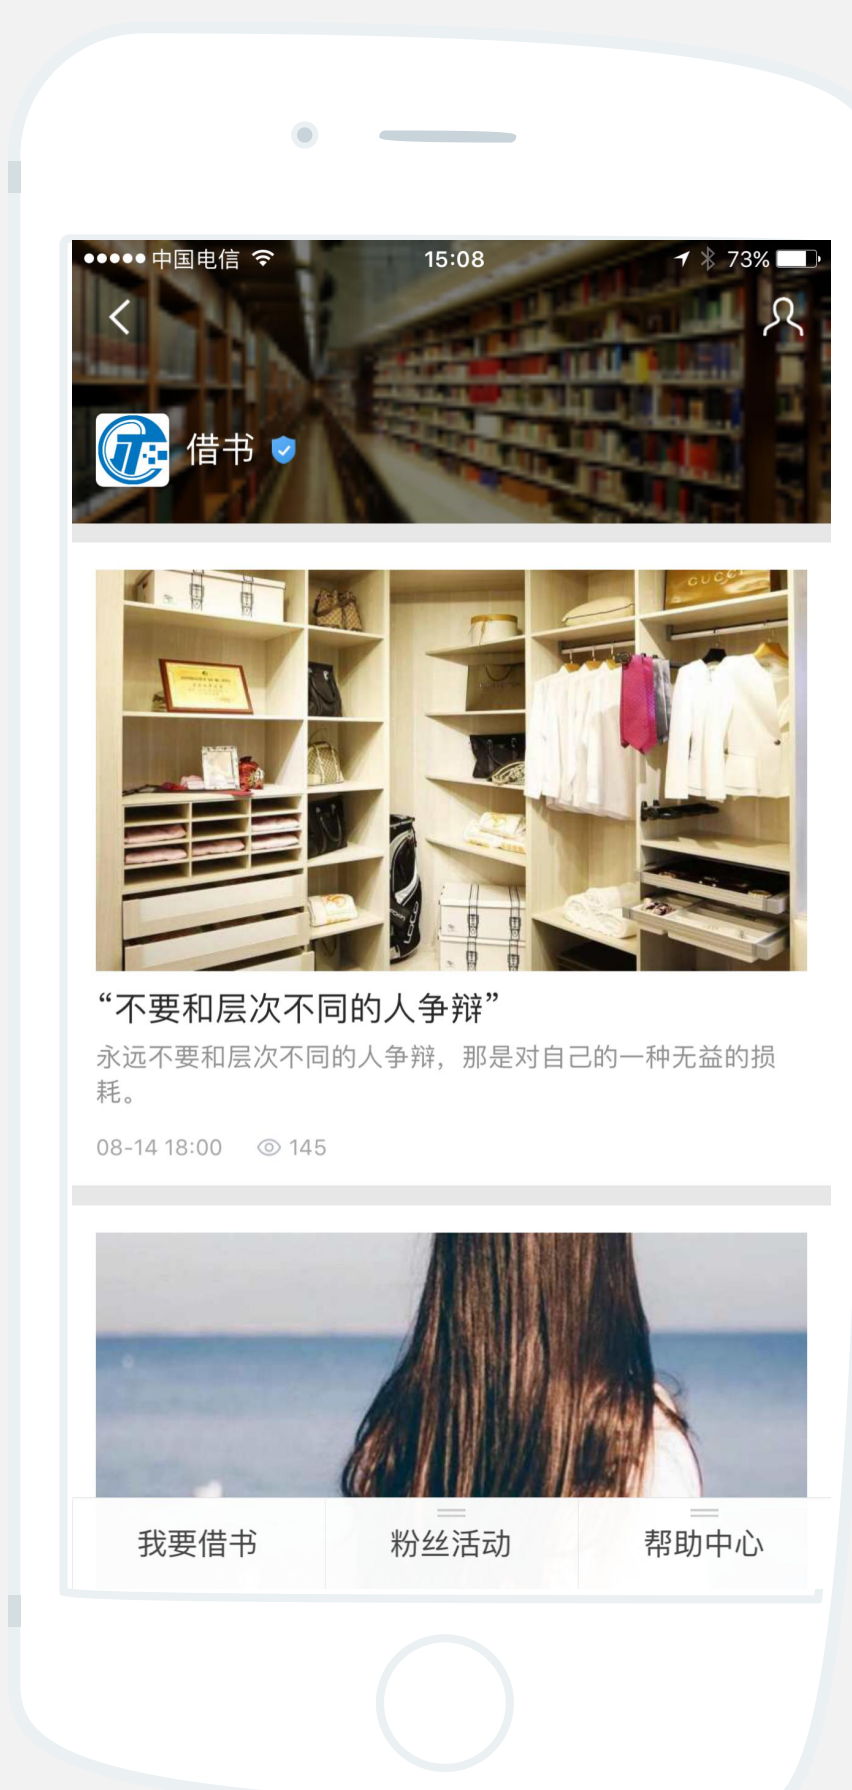 中国电信
15:08
73%
借书
GUCCI
“不要和层次不同的人争辩”
永远不要和层次不同的人争辩，那是对自己的一种无益的损
耗。
08-14 18:00 145
我要借书
粉丝活动
帮助中心